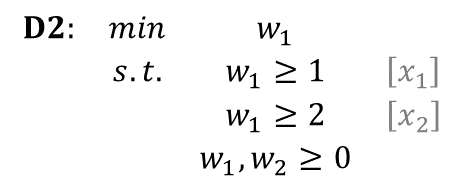 D2: min w₁
s.t. w₁ ≥ 1 [x₁]
w₁ ≥ 2 [x₂]
w₁, w₂ ≥ 0